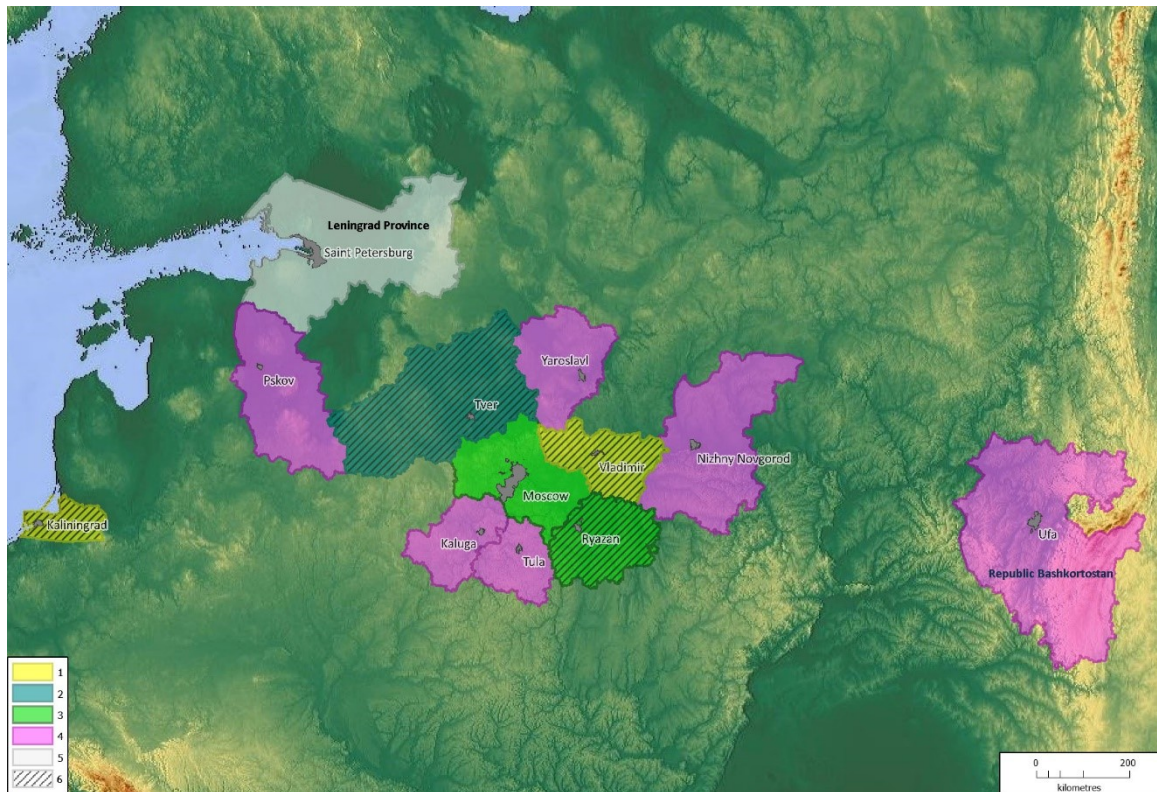 Leningrad Province
Saint Petersburg
Yaroslavl
Pskov
Tver
Vladimir
Nizhny Novgorod
Moscow
Kaliningrad
Kaluga
Ryazan
Tula
Ufa
Republic Bashkortostan
1
2
3
4
5
6
0 200
kilometres